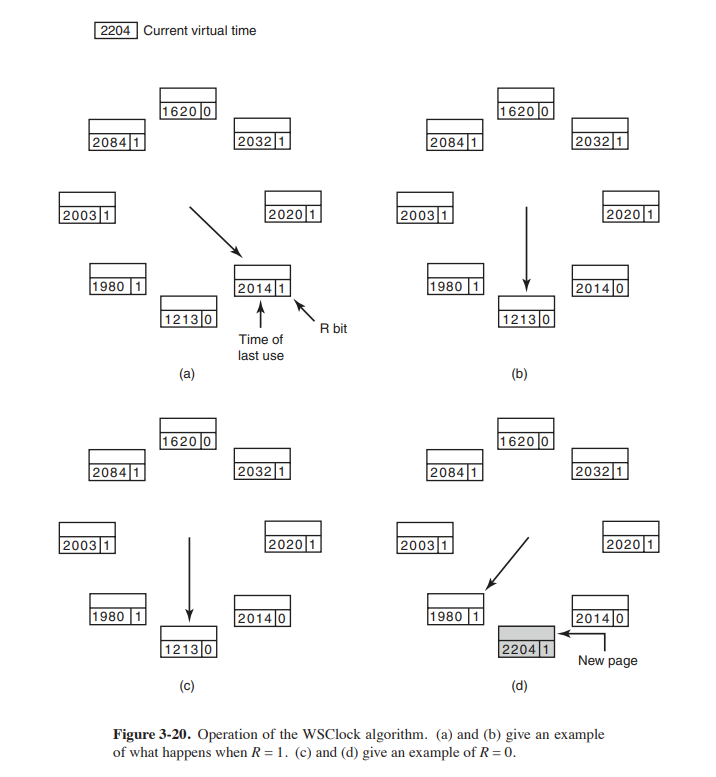 2204 Current virtual time
1620 0 1620 0
2084 1 2032 1 2084 1 2032 1
2003 1 2020 1 2003 1 2020 1
1980 1 2014 1 1980 1 2014 0
1213 0 1213 0
R bit
Time of
last use
(a) (b)
1620 0 1620 0
2084 1 2032 1 2084 1 2032 1
2003 1 2020 1 2003 1 2020 1
1980 1 2014 0 1980 1 2014 0
1213 0 2204 1
New page
(c) (d)
Figure 3-20. Operation of the WSClock algorithm. (a) and (b) give an example
of what happens when R = 1. (c) and (d) give an example of R = 0.